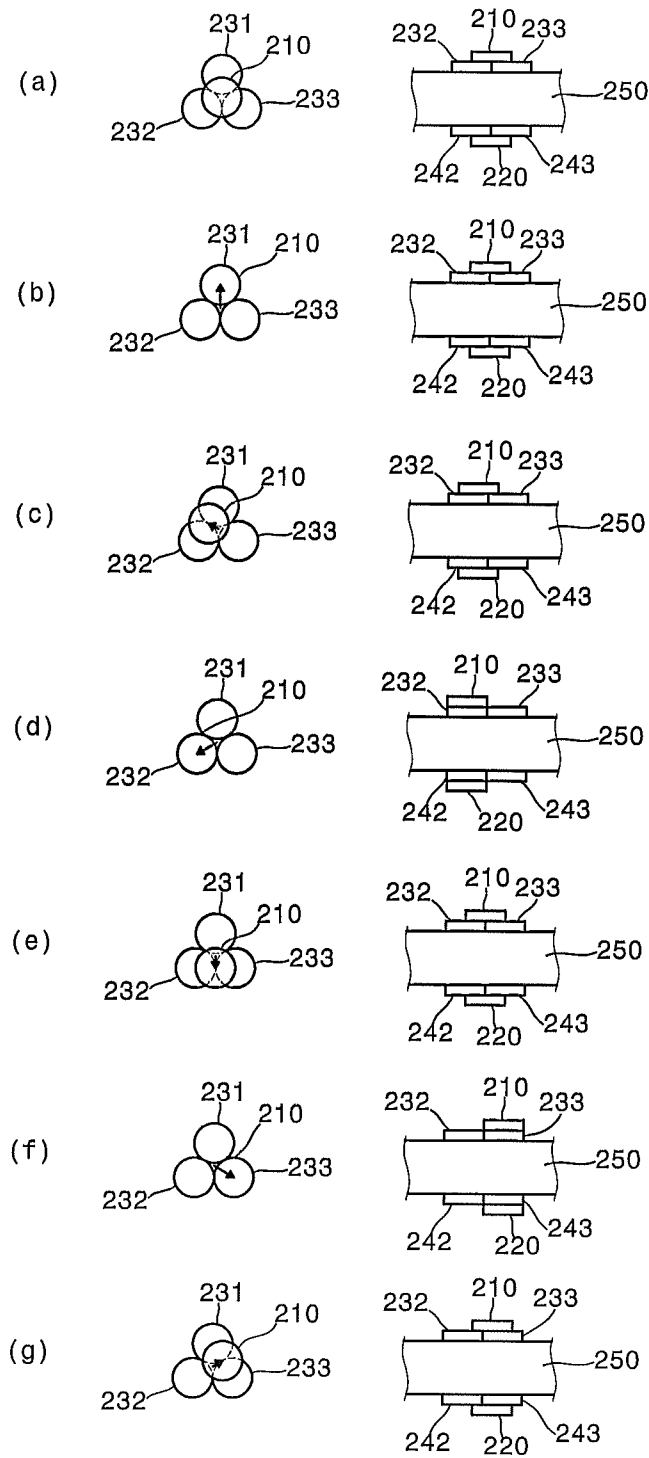 (a) 231 210 232 233 232 210 233 250 242 220 243
(b) 231 210 232 233 232 210 233 250 242 220 243
(c) 231 210 232 233 232 210 233 250 242 220 243
(d) 231 210 232 233 232 210 233 250 242 220 243
(e) 231 210 232 233 232 210 233 250 242 220 243
(f) 231 210 232 233 232 210 233 250 242 220 243
(g) 231 210 232 233 232 210 233 250 242 220 243